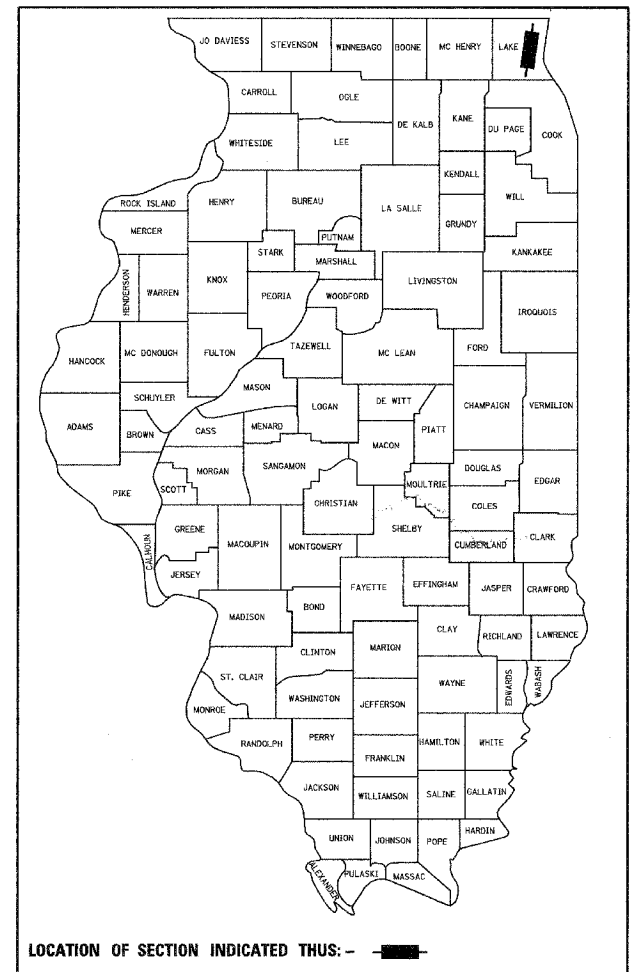 JO DAVIESS STEVENSON WINNEBAGO BOONE MC HENRY LAKE
CARROLL OGLE DE KALB KANE DU PAGE COOK
WHITESIDE LEE
KENDALL
ROCK ISLAND HENRY BUREAU LA SALLE WILL
MERCER PUTNAM GRUNDY
HENDERSON WARREN KNOX STARK MARSHALL LIVINGSTON KANKAKEE
PEORIA WOODFORD IROQUOIS
HANCOCK MC DONOUGH FULTON TAZEWELL MC LEAN FORD
MASON
SCHUYLER LOGAN DE WITT CHAMPAIGN VERMILION
ADAMS BROWN CASS MENARD PIATT
MACON
MORGAN SANGAMON DOUGLAS EDGAR
PIKE SCOTT CHRISTIAN MOULTRIE COLES
GREENE MACOUPIN MONTGOMERY SHELBY CUMBERLAND CLARK
CALHOUN JERSEY
FAYETTE EFFINGHAM JASPER CRAWFORD
MADISON BOND
CLAY RICHLAND LAWRENCE
CLINTON MARION
ST. CLAIR WAYNE EDWARDS WABASH
WASHINGTON JEFFERSON
MONROE
RANDOLPH PERRY HAMILTON WHITE
FRANKLIN
JACKSON WILLIAMSON SALINE GALLATIN
UNION JOHNSON POPE HARDIN
ALEXANDER PULASKI MASSAC
LOCATION OF SECTION INDICATED THUS: -